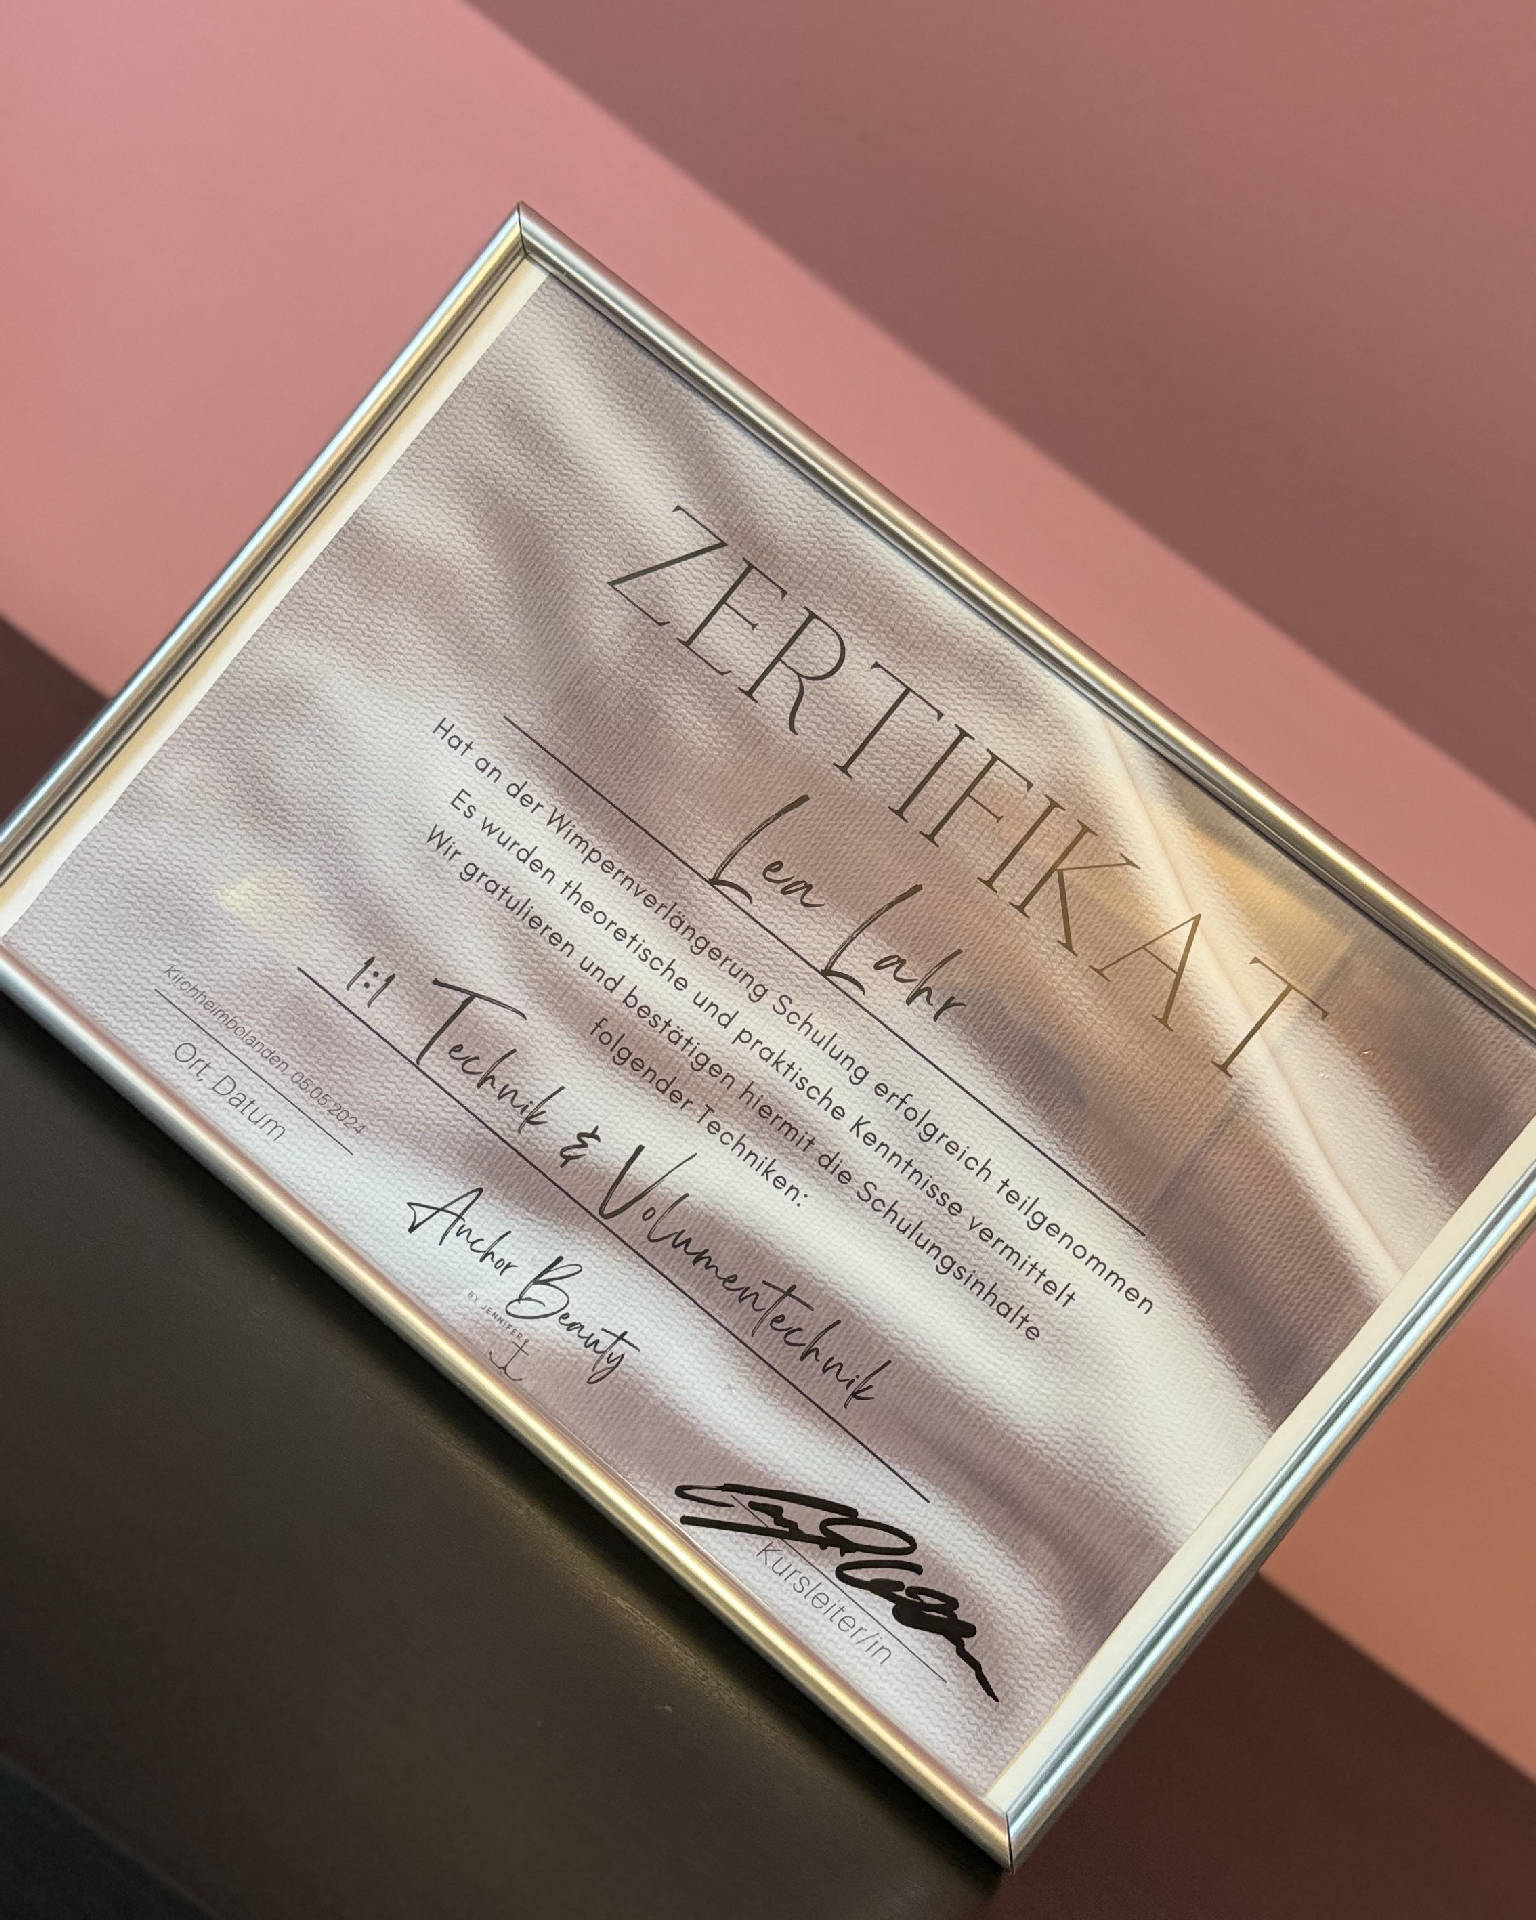 ZERTIFIKAT
Lea Lahr
Hat an der Wimpernverlängerung Schulung erfolgreich teilgenommen
Es wurden theoretische und praktische Kenntnisse vermittelt
Wir gratulieren und bestätigen hiermit die Schulungsinhalte
folgender Techniken:
1:1 Technik & Volumentechnik
Kirchheimbolanden, 05.05.2024
Ort, Datum
Anchor Beauty
BY JENNIFER
Kursleiter/in